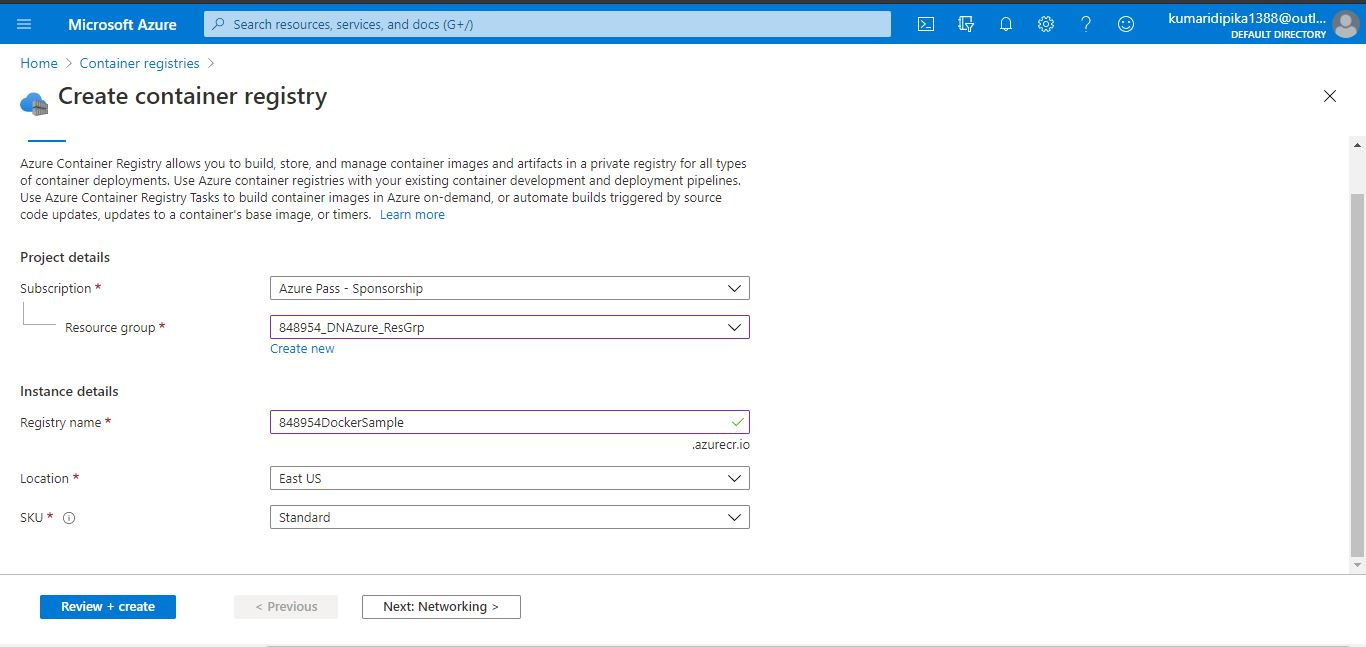 Microsoft Azure
Search resources, services, and docs (G+/)
kumaridipika1388@outl...
DEFAULT DIRECTORY
Home > Container registries >
Create container registry
Azure Container Registry allows you to build, store, and manage container images and artifacts in a private registry for all types
of container deployments. Use Azure container registries with your existing container development and deployment pipelines.
Use Azure Container Registry Tasks to build container images in Azure on-demand, or automate builds triggered by source
code updates, updates to a container's base image, or timers. Learn more
Project details
Subscription * Azure Pass - Sponsorship
Resource group * 848954_DNAzure_ResGrp
Create new
Instance details
Registry name * 848954DockerSample
.azurecr.io
Location * East US
SKU * Standard
Review + create < Previous Next: Networking >